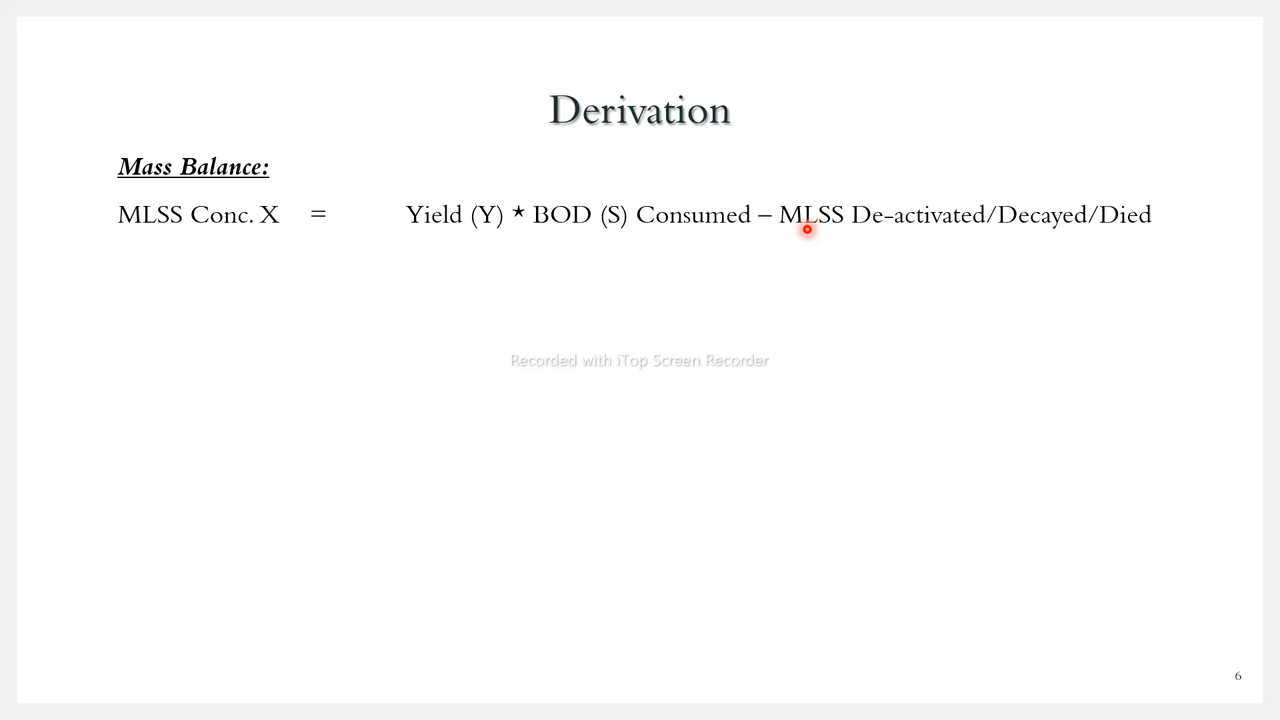 Derivation
Mass Balance:
MLSS Conc. X = Yield (Y) * BOD (S) Consumed – MLSS De-activated/Decayed/Died
Recorded with iTop Screen Recorder
6